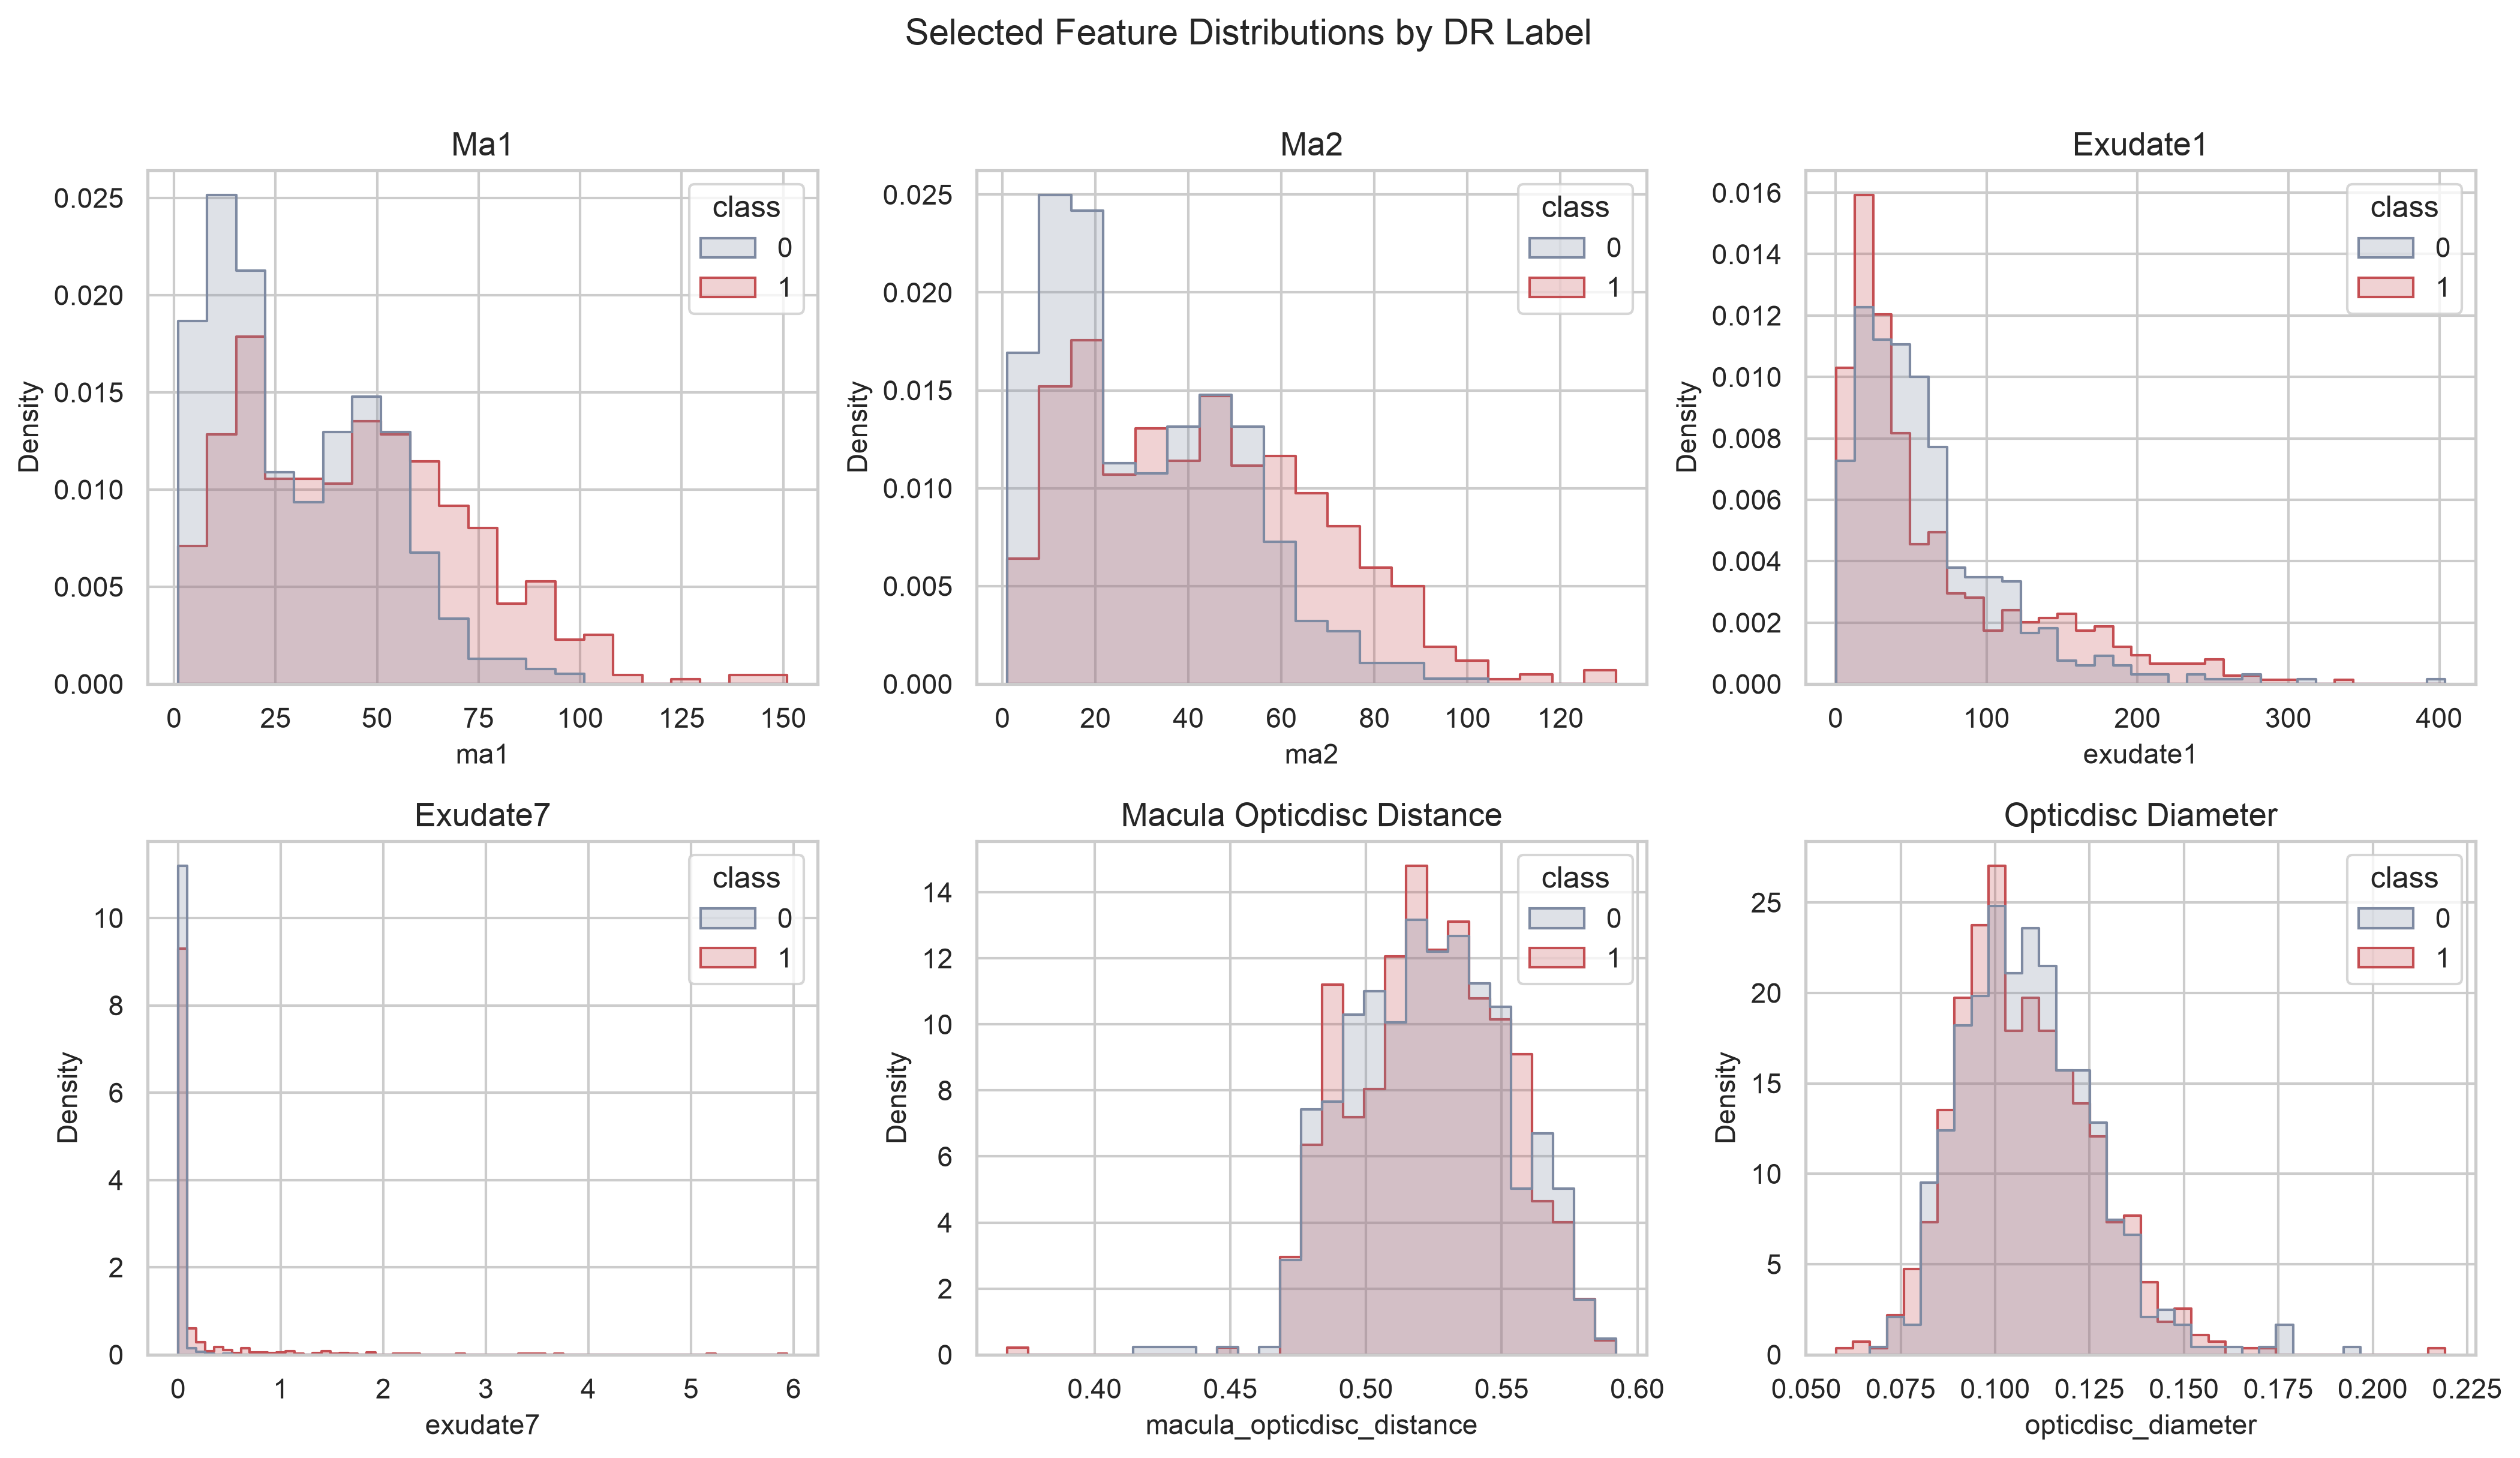 Selected Feature Distributions by DR Label
Ma1
Density
0.025
0.020
0.015
0.010
0.005
0.000
0 25 50 75 100 125 150
ma1
class
0
1
Ma2
Density
0.025
0.020
0.015
0.010
0.005
0.000
0 20 40 60 80 100 120
ma2
class
0
1
Exudate1
Density
0.016
0.014
0.012
0.010
0.008
0.006
0.004
0.002
0.000
0 100 200 300 400
exudate1
class
0
1
Exudate7
Density
10
8
6
4
2
0
0 1 2 3 4 5 6
exudate7
class
0
1
Macula Opticdisc Distance
Density
14
12
10
8
6
4
2
0
0.40 0.45 0.50 0.55 0.60
macula_opticdisc_distance
class
0
1
Opticdisc Diameter
Density
25
20
15
10
5
0
0.050 0.075 0.100 0.125 0.150 0.175 0.200 0.225
opticdisc_diameter
class
0
1